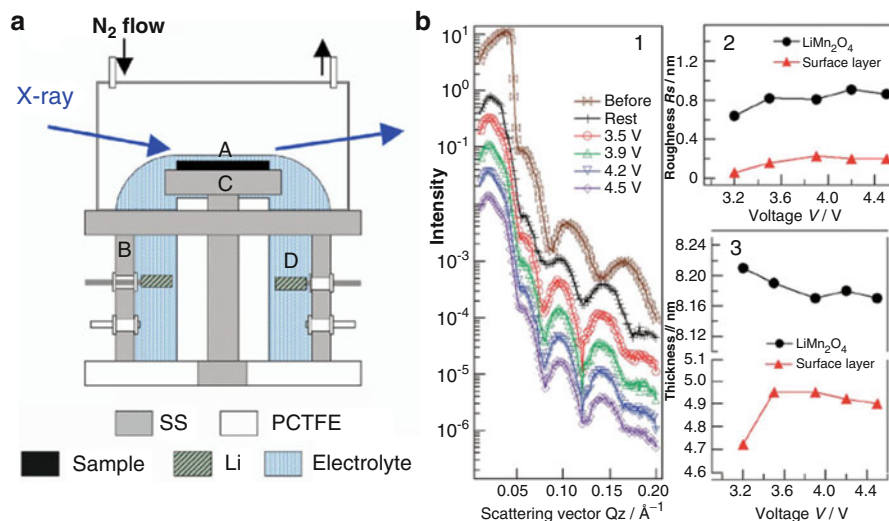 a
N₂ flow
X-ray
A
C
B
D
SS
PCTFE
Sample
Li
Electrolyte
b
1
10¹
10⁰
10⁻¹
10⁻²
10⁻³
10⁻⁴
10⁻⁵
10⁻⁶
Intensity
Before
Rest
3.5 V
3.9 V
4.2 V
4.5 V
0.05 0.10 0.15 0.20
Scattering vector Qz / Å⁻¹
2
LiMn₂O₄
Surface layer
Roughness Rs / nm
1.2
0.8
0.4
0
3.2 3.6 4.0 4.4
Voltage V / V
3
8.24
8.20
8.16
8.12
5.1
5.0
4.9
4.8
4.7
4.6
Thickness l/ nm
LiMn₂O₄
Surface layer
3.2 3.6 4.0 4.4
Voltage V / V